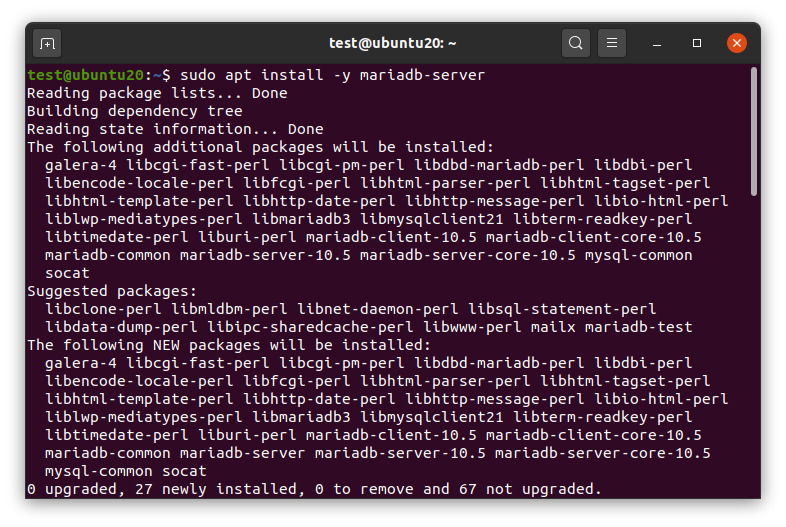 test@ubuntu20: ~
test@ubuntu20:~$ sudo apt install -y mariadb-server
Reading package lists... Done
Building dependency tree
Reading state information... Done
The following additional packages will be installed:
  galera-4 libcgi-fast-perl libcgi-pm-perl libdbd-mariadb-perl libdbi-perl
  libencode-locale-perl libfcgi-perl libhtml-parser-perl libhtml-tagset-perl
  libhtml-template-perl libhttp-date-perl libhttp-message-perl libio-html-perl
  liblwp-mediatypes-perl libmariadb3 libmysqlclient21 libterm-readkey-perl
  libtimedate-perl liburi-perl mariadb-client-10.5 mariadb-client-core-10.5
  mariadb-common mariadb-server-10.5 mariadb-server-core-10.5 mysql-common
  socat
Suggested packages:
  libclone-perl libmldbm-perl libnet-daemon-perl libsql-statement-perl
  libdata-dump-perl libipc-sharedcache-perl libwww-perl mailx mariadb-test
The following NEW packages will be installed:
  galera-4 libcgi-fast-perl libcgi-pm-perl libdbd-mariadb-perl libdbi-perl
  libencode-locale-perl libfcgi-perl libhtml-parser-perl libhtml-tagset-perl
  libhtml-template-perl libhttp-date-perl libhttp-message-perl libio-html-perl
  liblwp-mediatypes-perl libmariadb3 libmysqlclient21 libterm-readkey-perl
  libtimedate-perl liburi-perl mariadb-client-10.5 mariadb-client-core-10.5
  mariadb-common mariadb-server mariadb-server-10.5 mariadb-server-core-10.5
  mysql-common socat
0 upgraded, 27 newly installed, 0 to remove and 67 not upgraded.